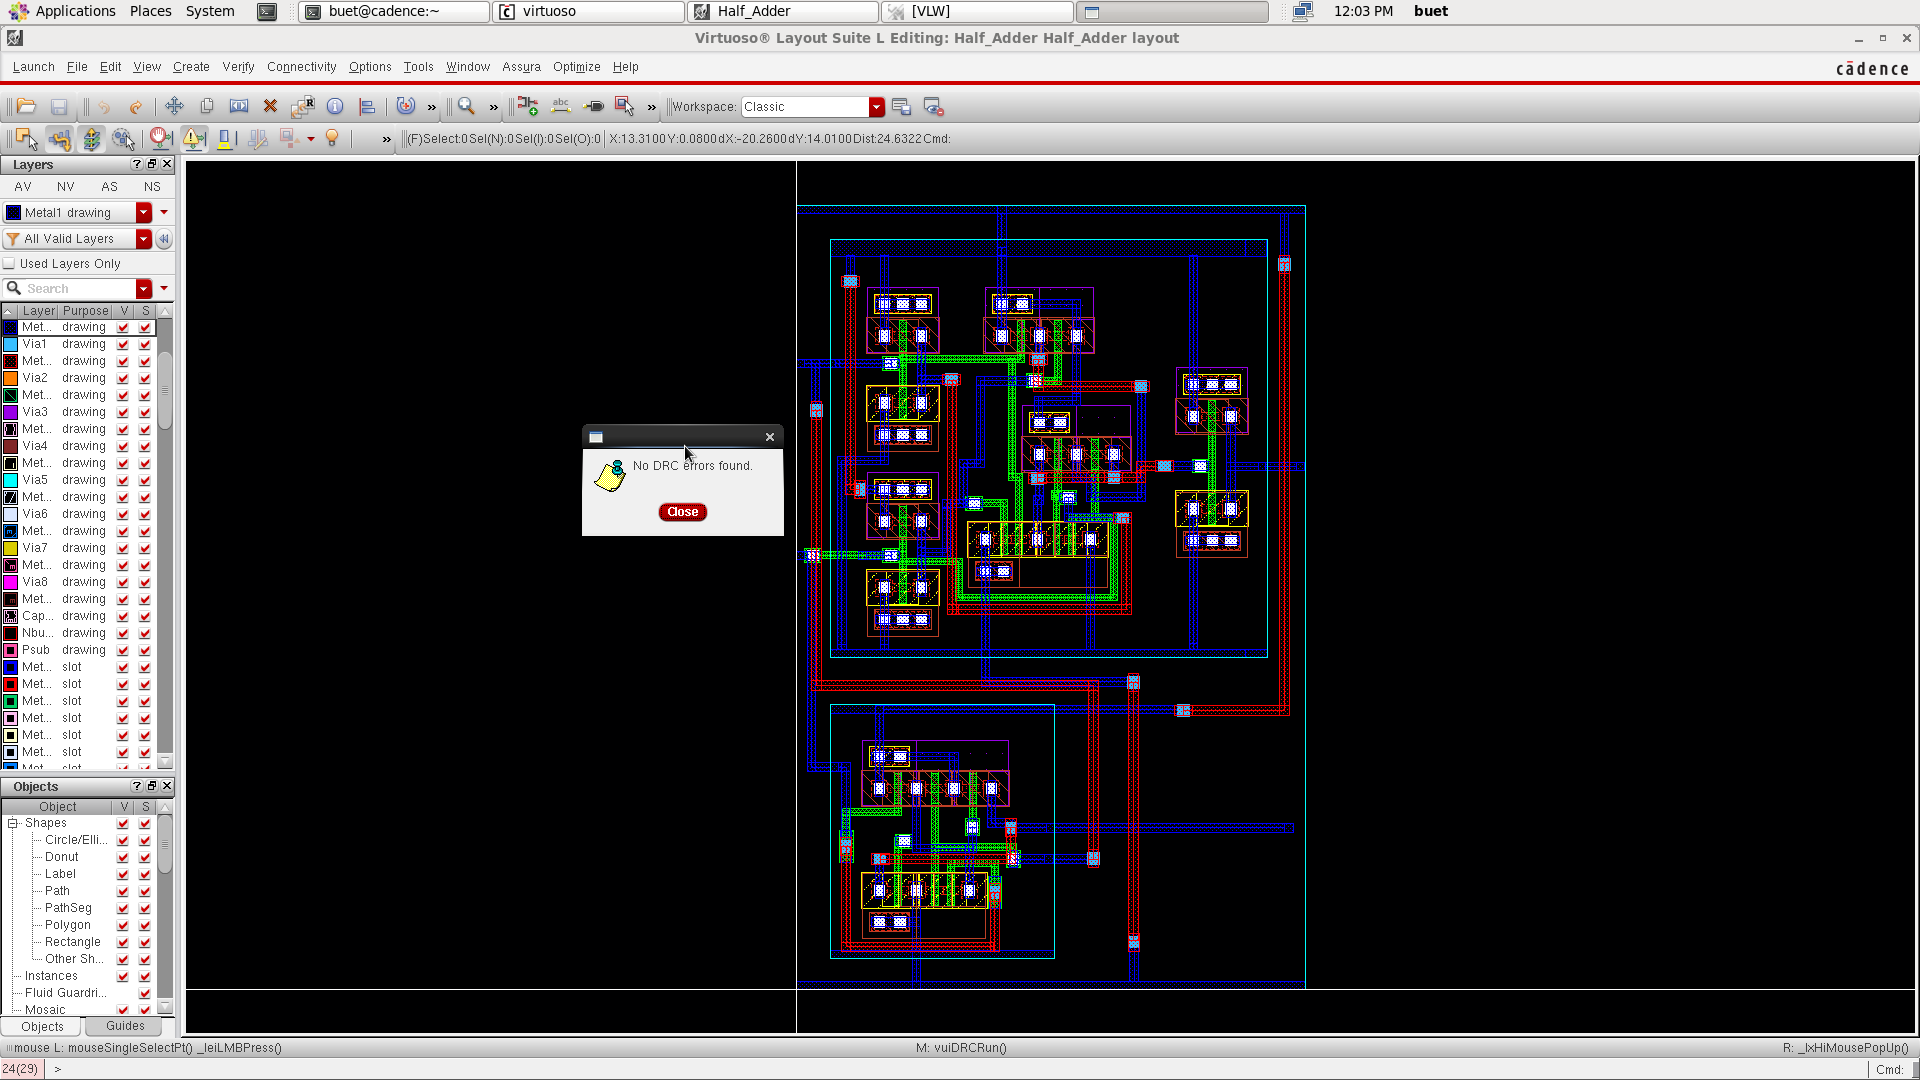 Applications Places System buet@cadence:~ virtuoso Half_Adder [VLW] 12:03 PM buet
Virtuoso® Layout Suite L Editing: Half_Adder Half_Adder layout
Launch File Edit View Create Verify Connectivity Options Tools Window Assura Optimize Help
cādence
Workspace: Classic
(F)Select:0 Sel(N):0 Sel(I):0 Sel(O):0 X:13.3100 Y:0.0800 dX:-20.2600 dY:14.0100 Dist:24.6322 Cmd:
Layers
AV NV AS NS
Metal1 drawing
All Valid Layers
Used Layers Only
Search
Layer Purpose V S
Met... drawing
Via1 drawing
Met... drawing
Via2 drawing
Met... drawing
Via3 drawing
Met... drawing
Via4 drawing
Met... drawing
Via5 drawing
Met... drawing
Via6 drawing
Met... drawing
Via7 drawing
Met... drawing
Via8 drawing
Met... drawing
Cap... drawing
Nbu... drawing
Psub drawing
Met... slot
Met... slot
Met... slot
Met... slot
Met... slot
Met... slot
Met... slot
Objects
Object V S
Shapes
Circle/Elli...
Donut
Label
Path
PathSeg
Polygon
Rectangle
Other Sh...
Instances
Fluid Guardri...
Mosaic
Objects Guides
No DRC errors found.
Close
mouse L: mouseSingleSelectPt() _leiLMBPress() M: vuiDRCRun() R: _lxHiMousePopUp()
24(29) > Cmd: